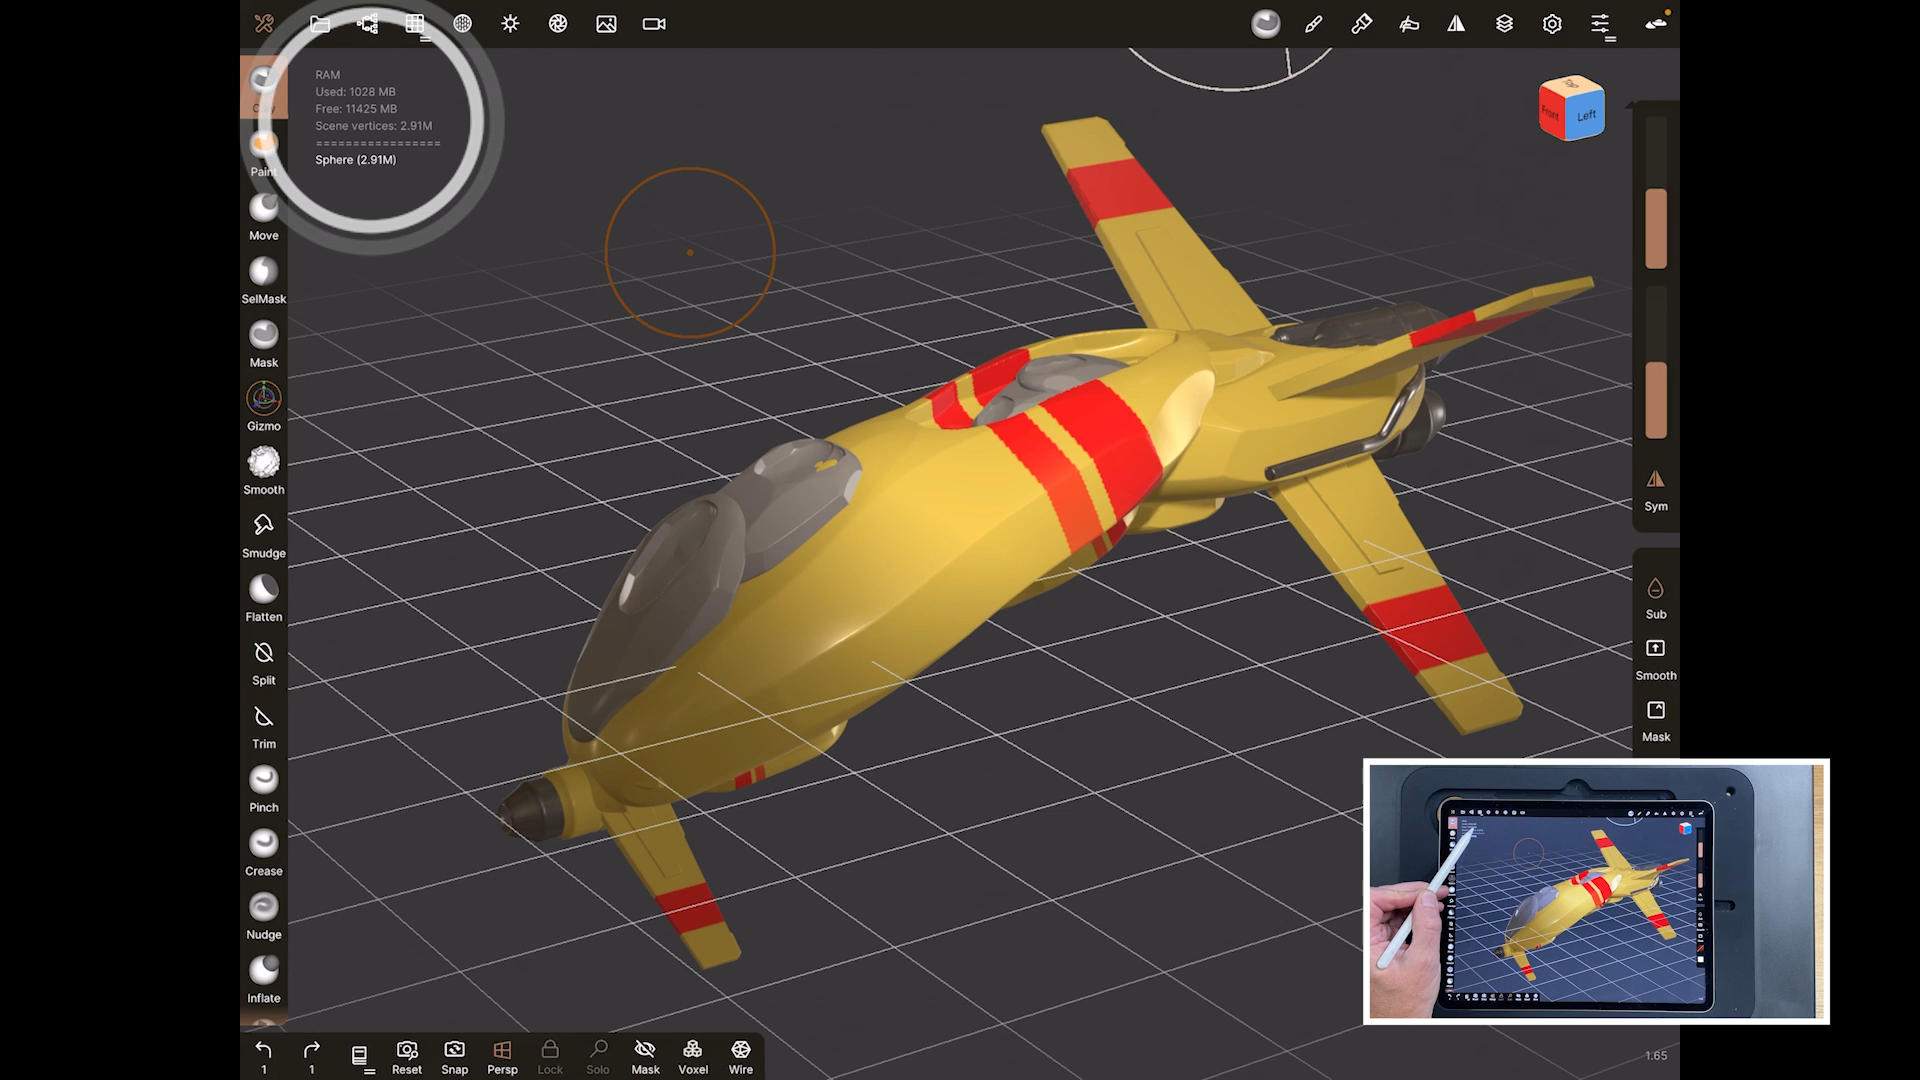 RAM
Used: 1028 MB
Free: 11425 MB
Scene vertices: 2.91M
=================
Sphere (2.91M)
Paint
Move
SelMask
Mask
Gizmo
Smooth
Smudge
Flatten
Split
Trim
Pinch
Crease
Nudge
Inflate
Top
Front
Left
Sym
Sub
Smooth
Mask
1
1
Reset
Snap
Persp
Lock
Solo
Mask
Voxel
Wire
1.65